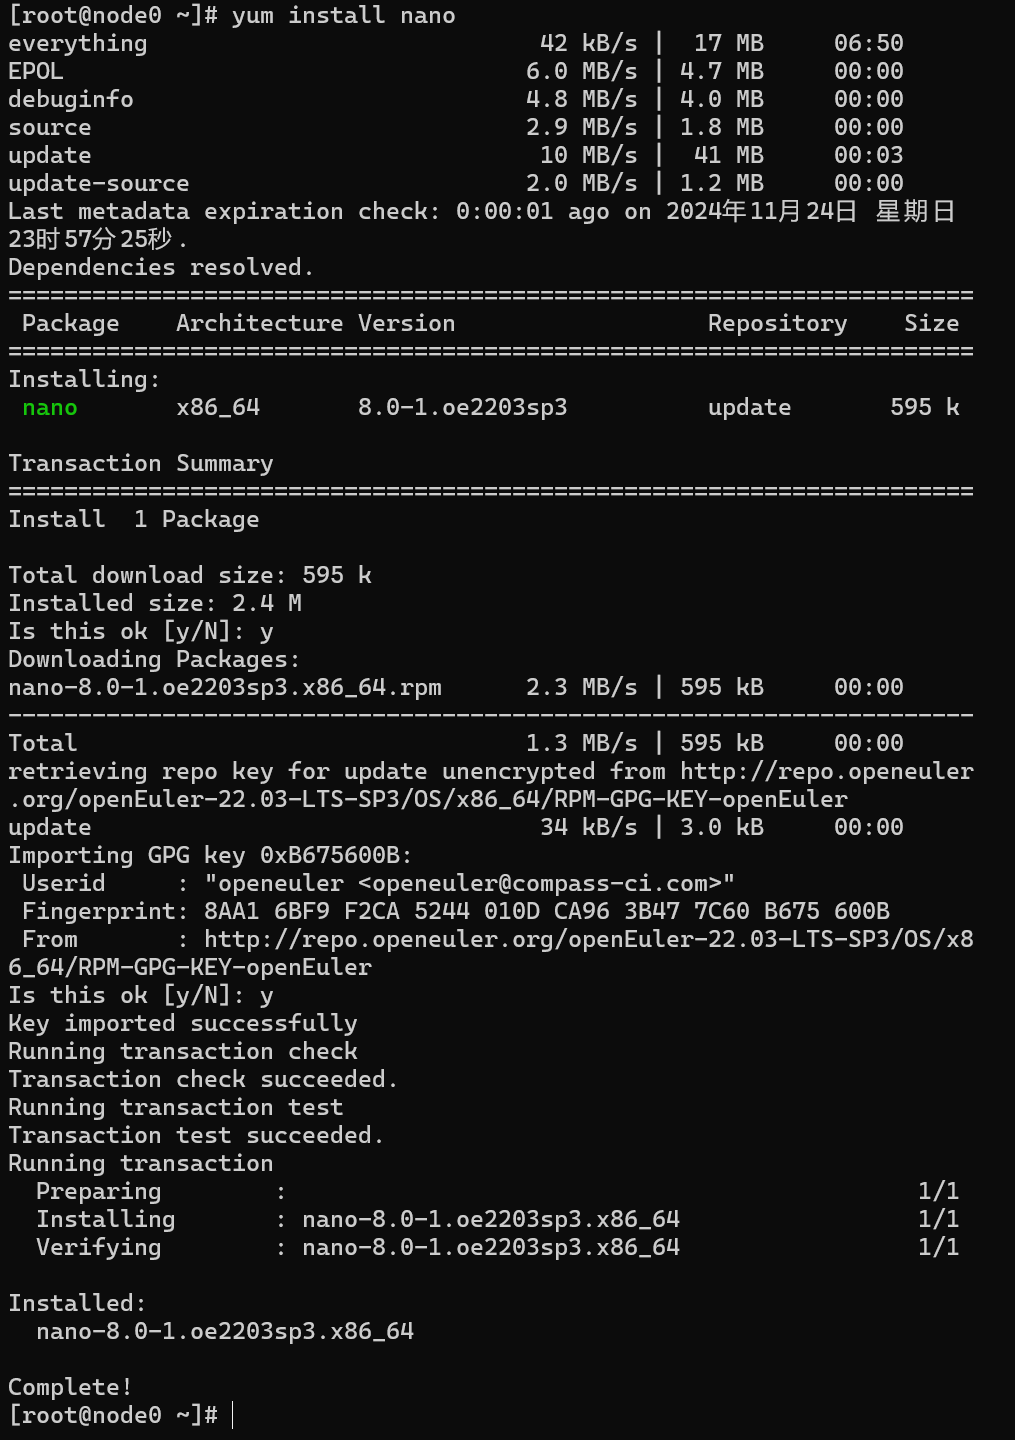 [root@node0 ~]# yum install nano
everything                            42 kB/s |  17 MB     06:50
EPOL                                 6.0 MB/s | 4.7 MB     00:00
debuginfo                            4.8 MB/s | 4.0 MB     00:00
source                               2.9 MB/s | 1.8 MB     00:00
update                                10 MB/s |  41 MB     00:03
update-source                        2.0 MB/s | 1.2 MB     00:00
Last metadata expiration check: 0:00:01 ago on 2024年11月24日 星期日
23时57分25秒.
Dependencies resolved.
=====================================================================
 Package    Architecture Version                  Repository    Size
=====================================================================
Installing:
 nano       x86_64       8.0-1.oe2203sp3          update       595 k

Transaction Summary
=====================================================================
Install  1 Package

Total download size: 595 k
Installed size: 2.4 M
Is this ok [y/N]: y
Downloading Packages:
nano-8.0-1.oe2203sp3.x86_64.rpm      2.3 MB/s | 595 kB     00:00
---------------------------------------------------------------------
Total                                1.3 MB/s | 595 kB     00:00
retrieving repo key for update unencrypted from http://repo.openeuler
.org/openEuler-22.03-LTS-SP3/OS/x86_64/RPM-GPG-KEY-openEuler
update                                34 kB/s | 3.0 kB     00:00
Importing GPG key 0xB675600B:
 Userid     : "openeuler <openeuler@compass-ci.com>"
 Fingerprint: 8AA1 6BF9 F2CA 5244 010D CA96 3B47 7C60 B675 600B
 From       : http://repo.openeuler.org/openEuler-22.03-LTS-SP3/OS/x8
6_64/RPM-GPG-KEY-openEuler
Is this ok [y/N]: y
Key imported successfully
Running transaction check
Transaction check succeeded.
Running transaction test
Transaction test succeeded.
Running transaction
  Preparing        :                                             1/1
  Installing       : nano-8.0-1.oe2203sp3.x86_64                 1/1
  Verifying        : nano-8.0-1.oe2203sp3.x86_64                 1/1

Installed:
  nano-8.0-1.oe2203sp3.x86_64

Complete!
[root@node0 ~]#